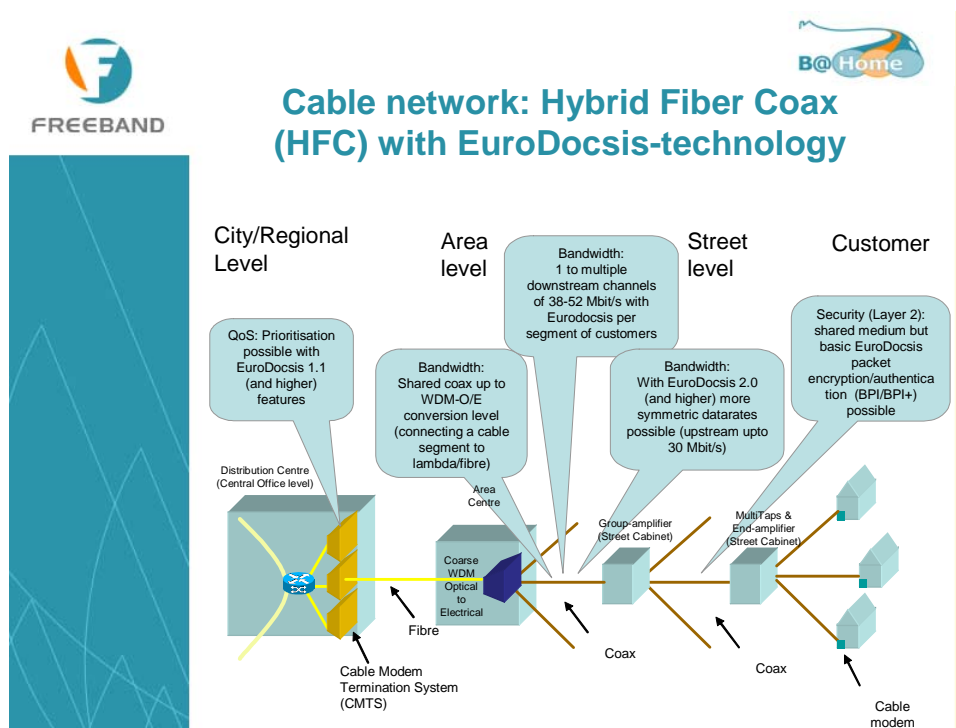 FREEBAND
B@Home
Cable network: Hybrid Fiber Coax
(HFC) with EuroDocsis-technology
City/Regional
Level
Area
level
Street
level
Customer
QoS: Prioritisation
possible with
EuroDocsis 1.1
(and higher)
features
Bandwidth:
Shared coax up to
WDM-O/E
conversion level
(connecting a cable
segment to
lambda/fibre)
Bandwidth:
1 to multiple
downstream channels
of 38-52 Mbit/s with
Eurodocsis per
segment of customers
Bandwidth:
With EuroDocsis 2.0
(and higher) more
symmetric datarates
possible (upstream upto
30 Mbit/s)
Security (Layer 2):
shared medium but
basic EuroDocsis
packet
encryption/authentica
tion (BPI/BPI+)
possible
Distribution Centre
(Central Office level)
Area
Centre
Group-amplifier
(Street Cabinet)
MultiTaps &
End-amplifier
(Street Cabinet)
Coarse
WDM
Optical
to
Electrical
Fibre
Coax
Coax
Cable Modem
Termination System
(CMTS)
Cable
modem